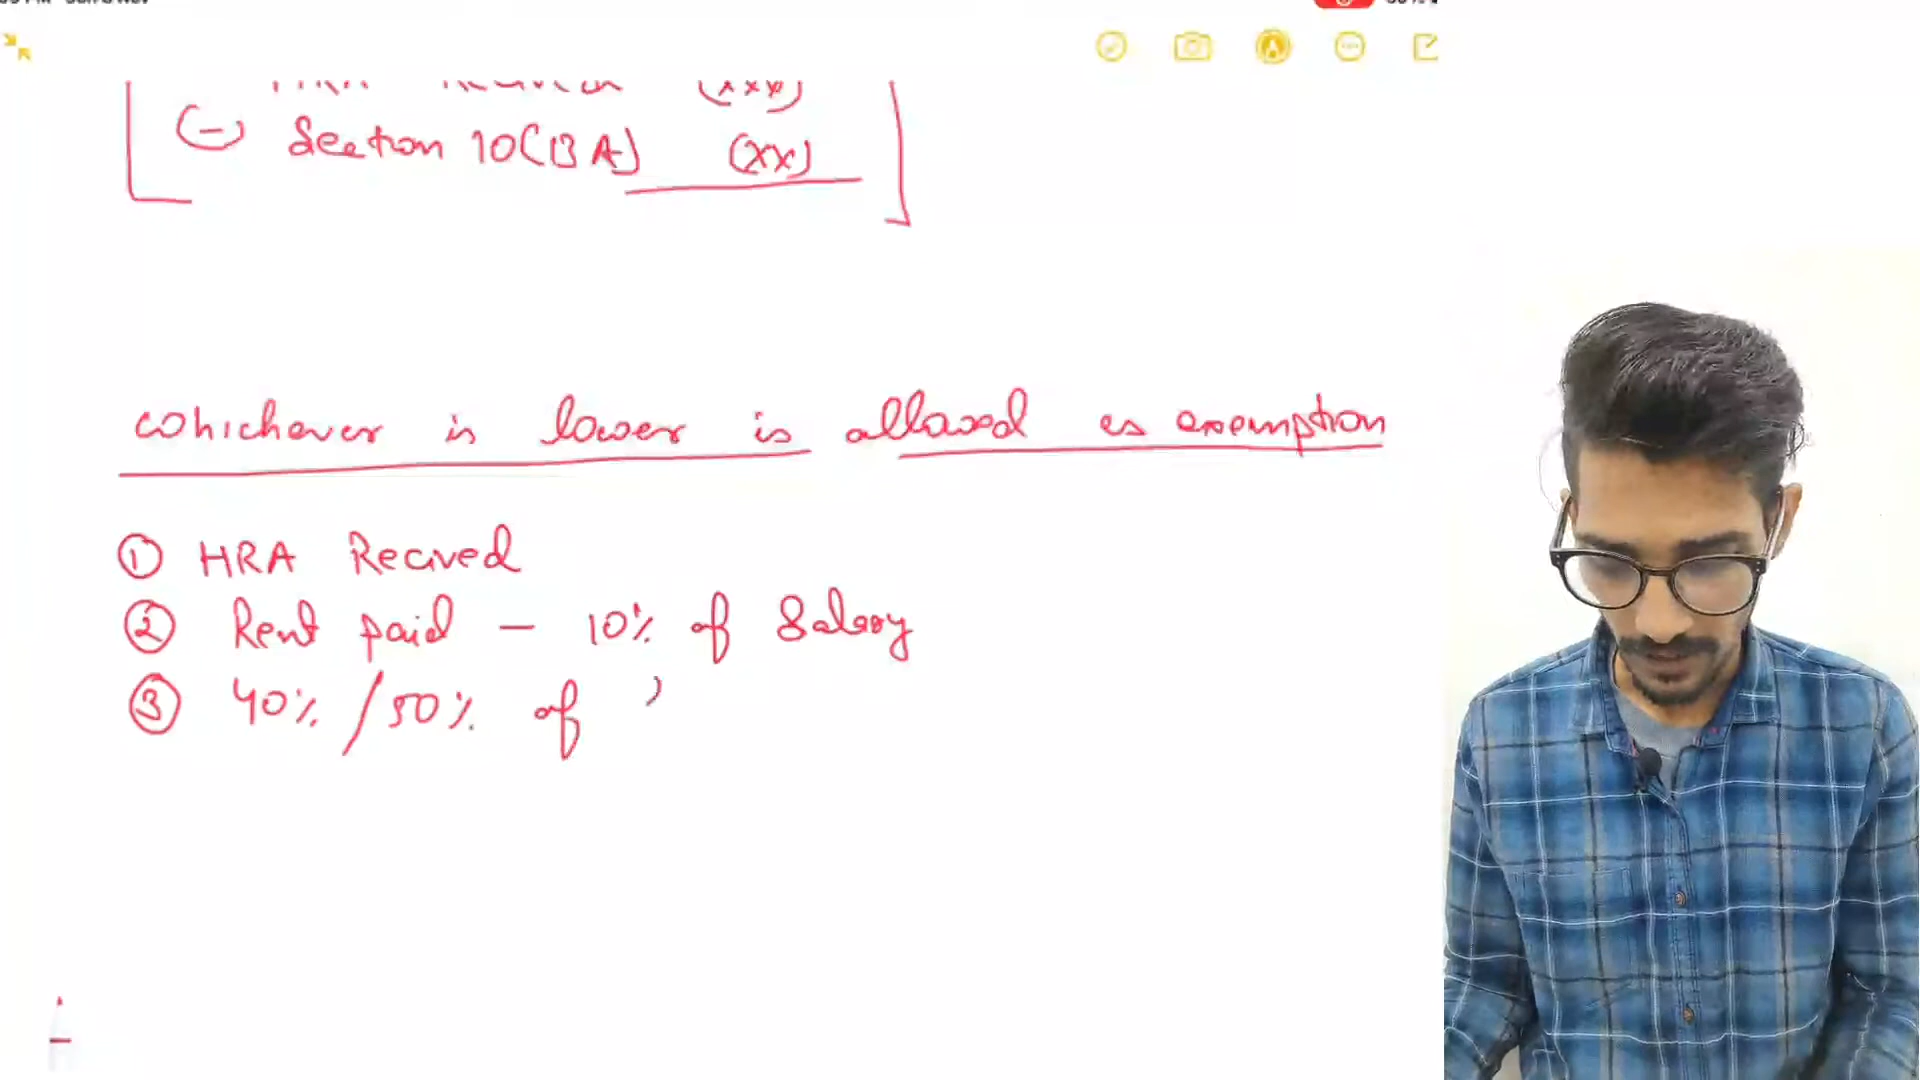 (-) Section 10(13A) (xx)
whichever is lower is allowed as exemption
① HRA Recived
② Rent paid - 10% of Salary
③ 40% / 50% of